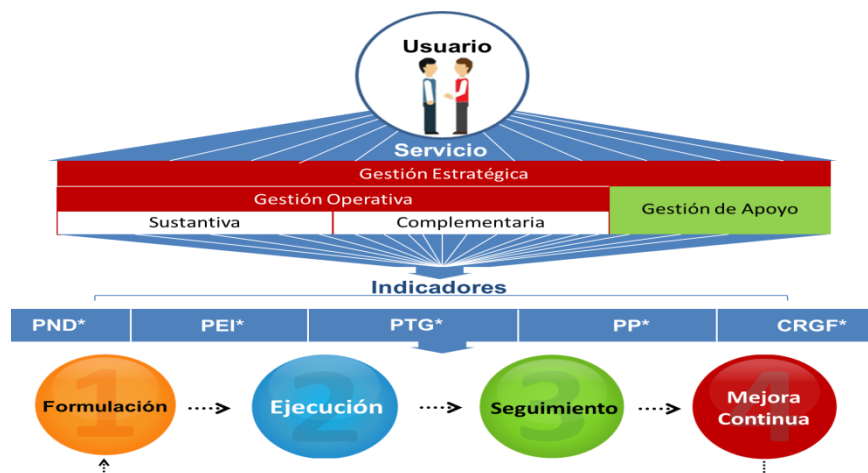 Usuario
Servicio
Gestión Estratégica
Gestión Operativa
Gestión de Apoyo
Sustantiva
Complementaria
Indicadores
PND*
PEI*
PTG*
PP*
CRGF*
1
Formulación
2
Ejecución
3
Seguimiento
4
Mejora
Continua